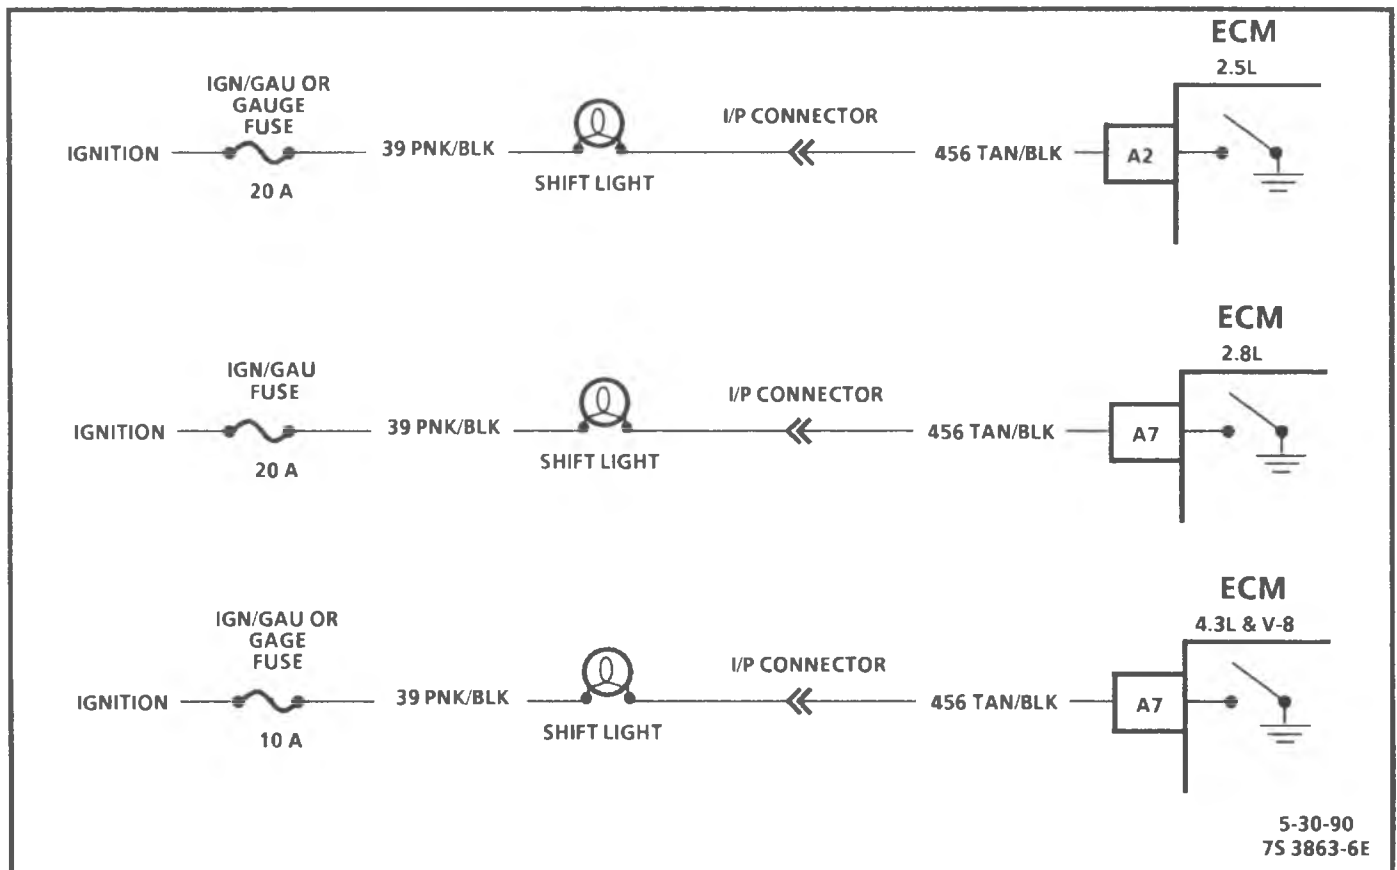 ECM
2.5L
IGN/GAU OR
GAUGE
FUSE
I/P CONNECTOR
IGNITION
39 PNK/BLK
456 TAN/BLK
A2
20 A
SHIFT LIGHT
ECM
2.8L
IGN/GAU
FUSE
I/P CONNECTOR
IGNITION
39 PNK/BLK
456 TAN/BLK
A7
20 A
SHIFT LIGHT
ECM
4.3L & V-8
IGN/GAU OR
GAGE
FUSE
I/P CONNECTOR
IGNITION
39 PNK/BLK
456 TAN/BLK
A7
10 A
SHIFT LIGHT
5-30-90
7S 3863-6E